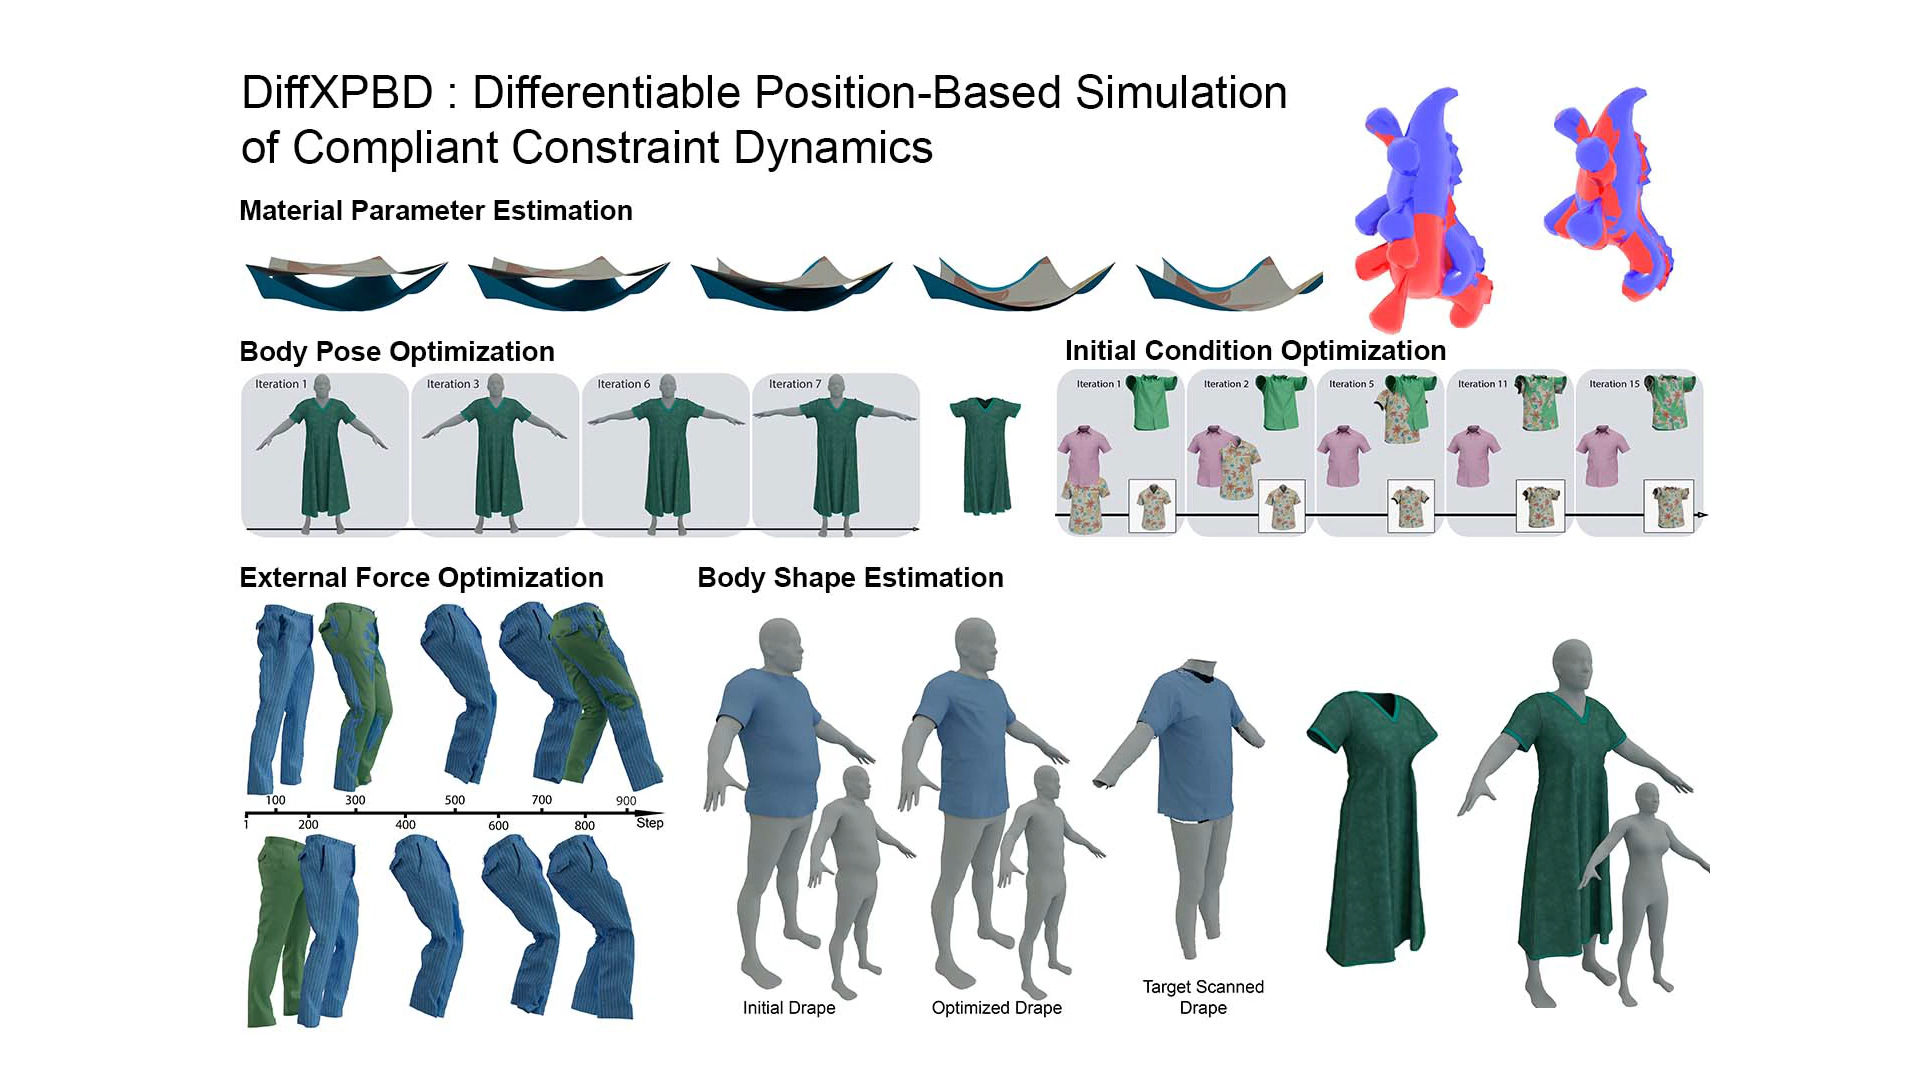 DiffXPBD : Differentiable Position-Based Simulation
of Compliant Constraint Dynamics
Material Parameter Estimation
Body Pose Optimization
Iteration 1
Iteration 3
Iteration 6
Iteration 7
Initial Condition Optimization
Iteration 1
Iteration 2
Iteration 5
Iteration 11
Iteration 15
External Force Optimization
100
300
500
700
900
1
200
400
600
800
Step
Body Shape Estimation
Initial Drape
Optimized Drape
Target Scanned
Drape